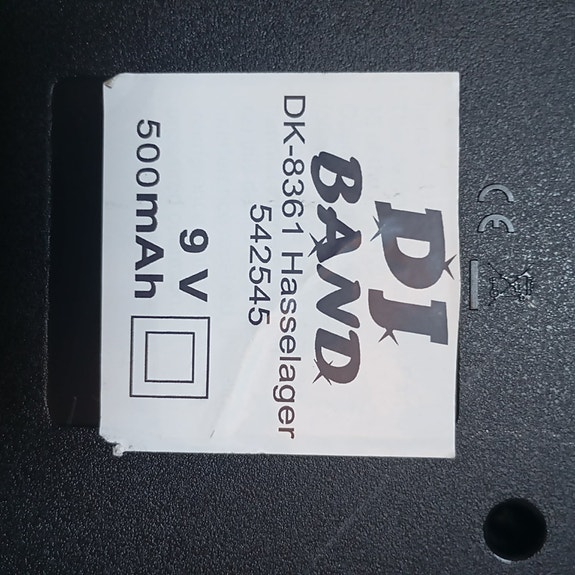 DJ
BAND
DK-8361 Hasselager
542545
9 V
500mAh
CE